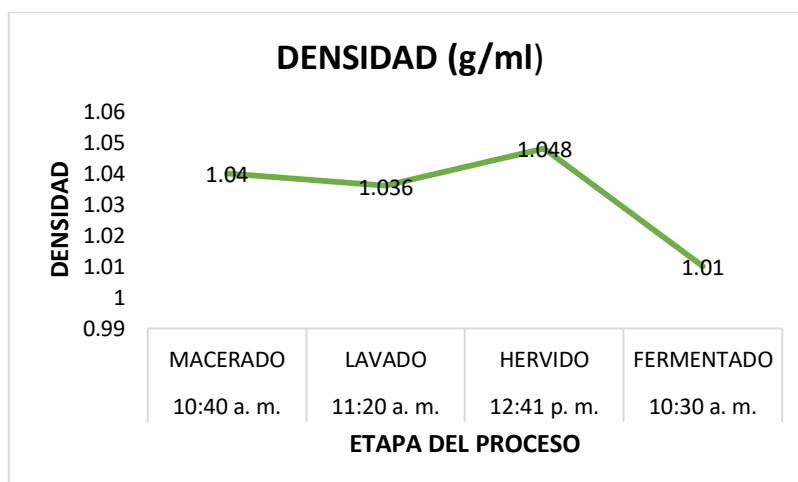 DENSIDAD (g/ml)
1.06
1.05
1.04
1.03
1.02
1.01
1
0.99
DENSIDAD
1.04
1.036
1.048
1.01
MACERADO LAVADO HERVIDO FERMENTADO
10:40 a. m. 11:20 a. m. 12:41 p. m. 10:30 a. m.
ETAPA DEL PROCESO